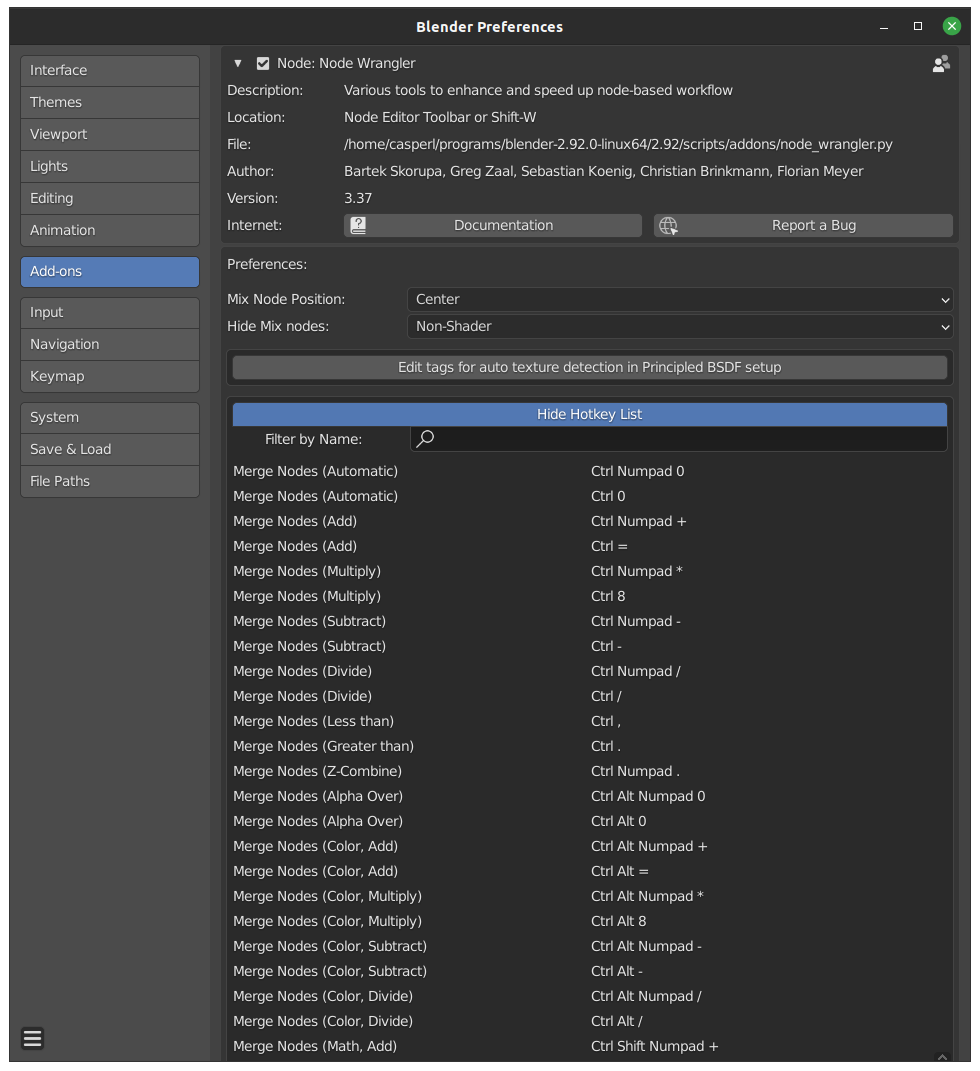 Blender Preferences
Interface
Themes
Viewport
Lights
Editing
Animation
Add-ons
Input
Navigation
Keymap
System
Save & Load
File Paths
Node: Node Wrangler
Description: Various tools to enhance and speed up node-based workflow
Location: Node Editor Toolbar or Shift-W
File: /home/casperl/programs/blender-2.92.0-linux64/2.92/scripts/addons/node_wrangler.py
Author: Bartek Skorupa, Greg Zaal, Sebastian Koenig, Christian Brinkmann, Florian Meyer
Version: 3.37
Internet: Documentation Report a Bug
Preferences:
Mix Node Position: Center
Hide Mix nodes: Non-Shader
Edit tags for auto texture detection in Principled BSDF setup
Hide Hotkey List
Filter by Name:
Merge Nodes (Automatic) Ctrl Numpad 0
Merge Nodes (Automatic) Ctrl 0
Merge Nodes (Add) Ctrl Numpad +
Merge Nodes (Add) Ctrl =
Merge Nodes (Multiply) Ctrl Numpad *
Merge Nodes (Multiply) Ctrl 8
Merge Nodes (Subtract) Ctrl Numpad -
Merge Nodes (Subtract) Ctrl -
Merge Nodes (Divide) Ctrl Numpad /
Merge Nodes (Divide) Ctrl /
Merge Nodes (Less than) Ctrl ,
Merge Nodes (Greater than) Ctrl .
Merge Nodes (Z-Combine) Ctrl Numpad .
Merge Nodes (Alpha Over) Ctrl Alt Numpad 0
Merge Nodes (Alpha Over) Ctrl Alt 0
Merge Nodes (Color, Add) Ctrl Alt Numpad +
Merge Nodes (Color, Add) Ctrl Alt =
Merge Nodes (Color, Multiply) Ctrl Alt Numpad *
Merge Nodes (Color, Multiply) Ctrl Alt 8
Merge Nodes (Color, Subtract) Ctrl Alt Numpad -
Merge Nodes (Color, Subtract) Ctrl Alt -
Merge Nodes (Color, Divide) Ctrl Alt Numpad /
Merge Nodes (Color, Divide) Ctrl Alt /
Merge Nodes (Math, Add) Ctrl Shift Numpad +